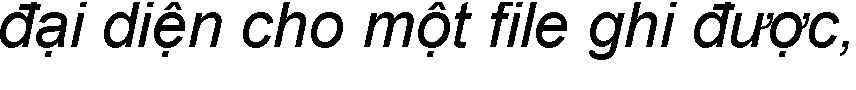 đại diện cho một file ghi được,